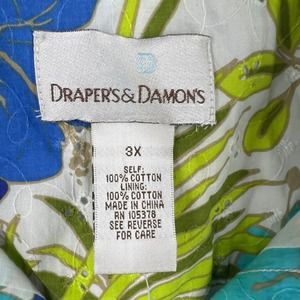 DRAPER'S & DAMON'S
3X
SELF:
100% COTTON
LINING:
100% COTTON
MADE IN CHINA
RN 105378
SEE REVERSE
FOR CARE